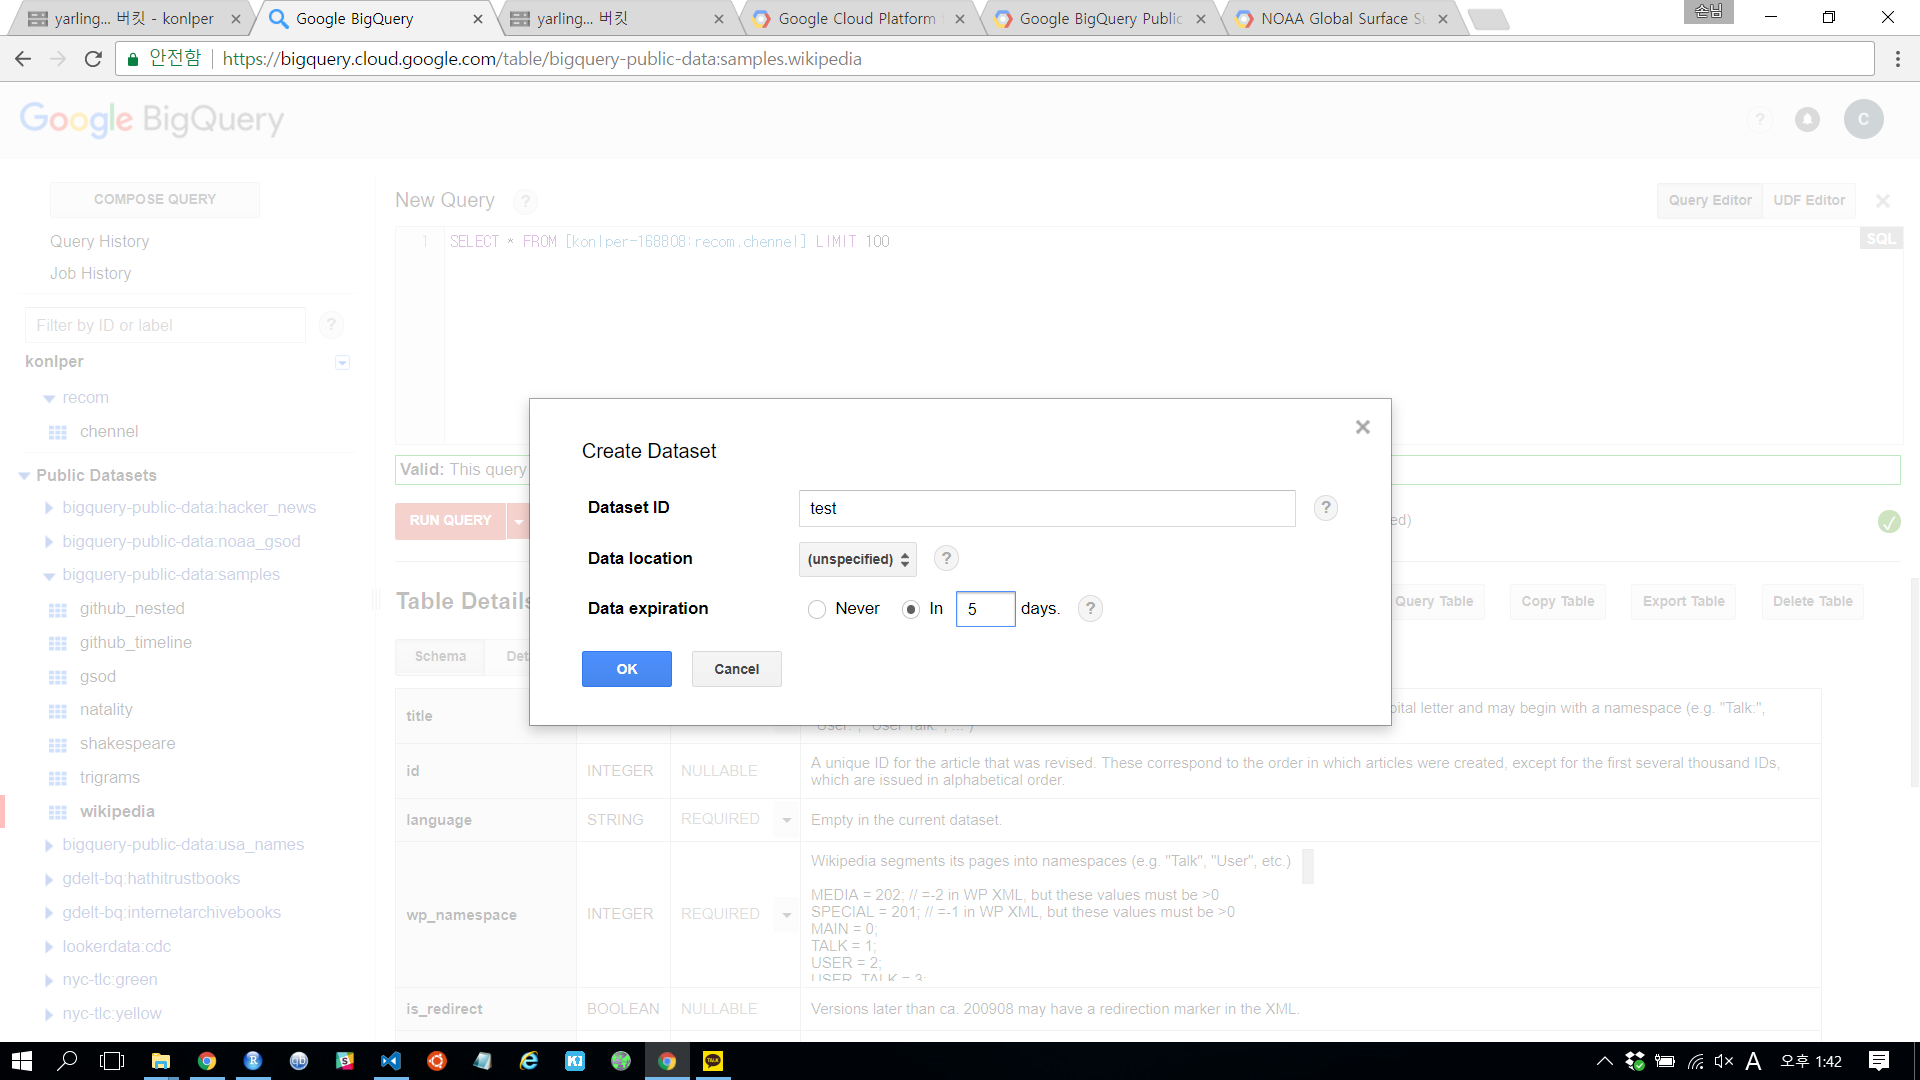 yarling... 버킷 - konlper
Google BigQuery
yarling... 버킷
Google Cloud Platform
Google BigQuery Public
NOAA Global Surface Su
손님
안전함 https://bigquery.cloud.google.com/table/bigquery-public-data:samples.wikipedia
Google BigQuery
? C
COMPOSE QUERY
Query History
Job History
Filter by ID or label ?
konlper
recom
chennel
Public Datasets
bigquery-public-data:hacker_news
bigquery-public-data:noaa_gsod
bigquery-public-data:samples
github_nested
github_timeline
gsod
natality
shakespeare
trigrams
wikipedia
bigquery-public-data:usa_names
gdelt-bq:hathitrustbooks
gdelt-bq:internetarchivebooks
lookerdata:cdc
nyc-tlc:green
nyc-tlc:yellow
New Query ?
Query Editor UDF Editor
1 SELECT * FROM [konlper-168808:recom.chennel] LIMIT 100
SQL
Valid: This query
RUN QUERY
ed)
Table Details
Query Table Copy Table Export Table Delete Table
Schema Det
Create Dataset
Dataset ID test ?
Data location (unspecified) ?
Data expiration Never In 5 days. ?
OK Cancel
title
pital letter and may begin with a namespace (e.g. "Talk:",
"User:", "User Talk:", ... )
id INTEGER NULLABLE
A unique ID for the article that was revised. These correspond to the order in which articles were created, except for the first several thousand IDs,
which are issued in alphabetical order.
language STRING REQUIRED Empty in the current dataset.
wp_namespace INTEGER REQUIRED
Wikipedia segments its pages into namespaces (e.g. "Talk", "User", etc.)
MEDIA = 202; // =-2 in WP XML, but these values must be >0
SPECIAL = 201; // =-1 in WP XML, but these values must be >0
MAIN = 0;
TALK = 1;
USER = 2;
USER_TALK = 3;
is_redirect BOOLEAN NULLABLE Versions later than ca. 200908 may have a redirection marker in the XML.
TALK
A 오후 1:42